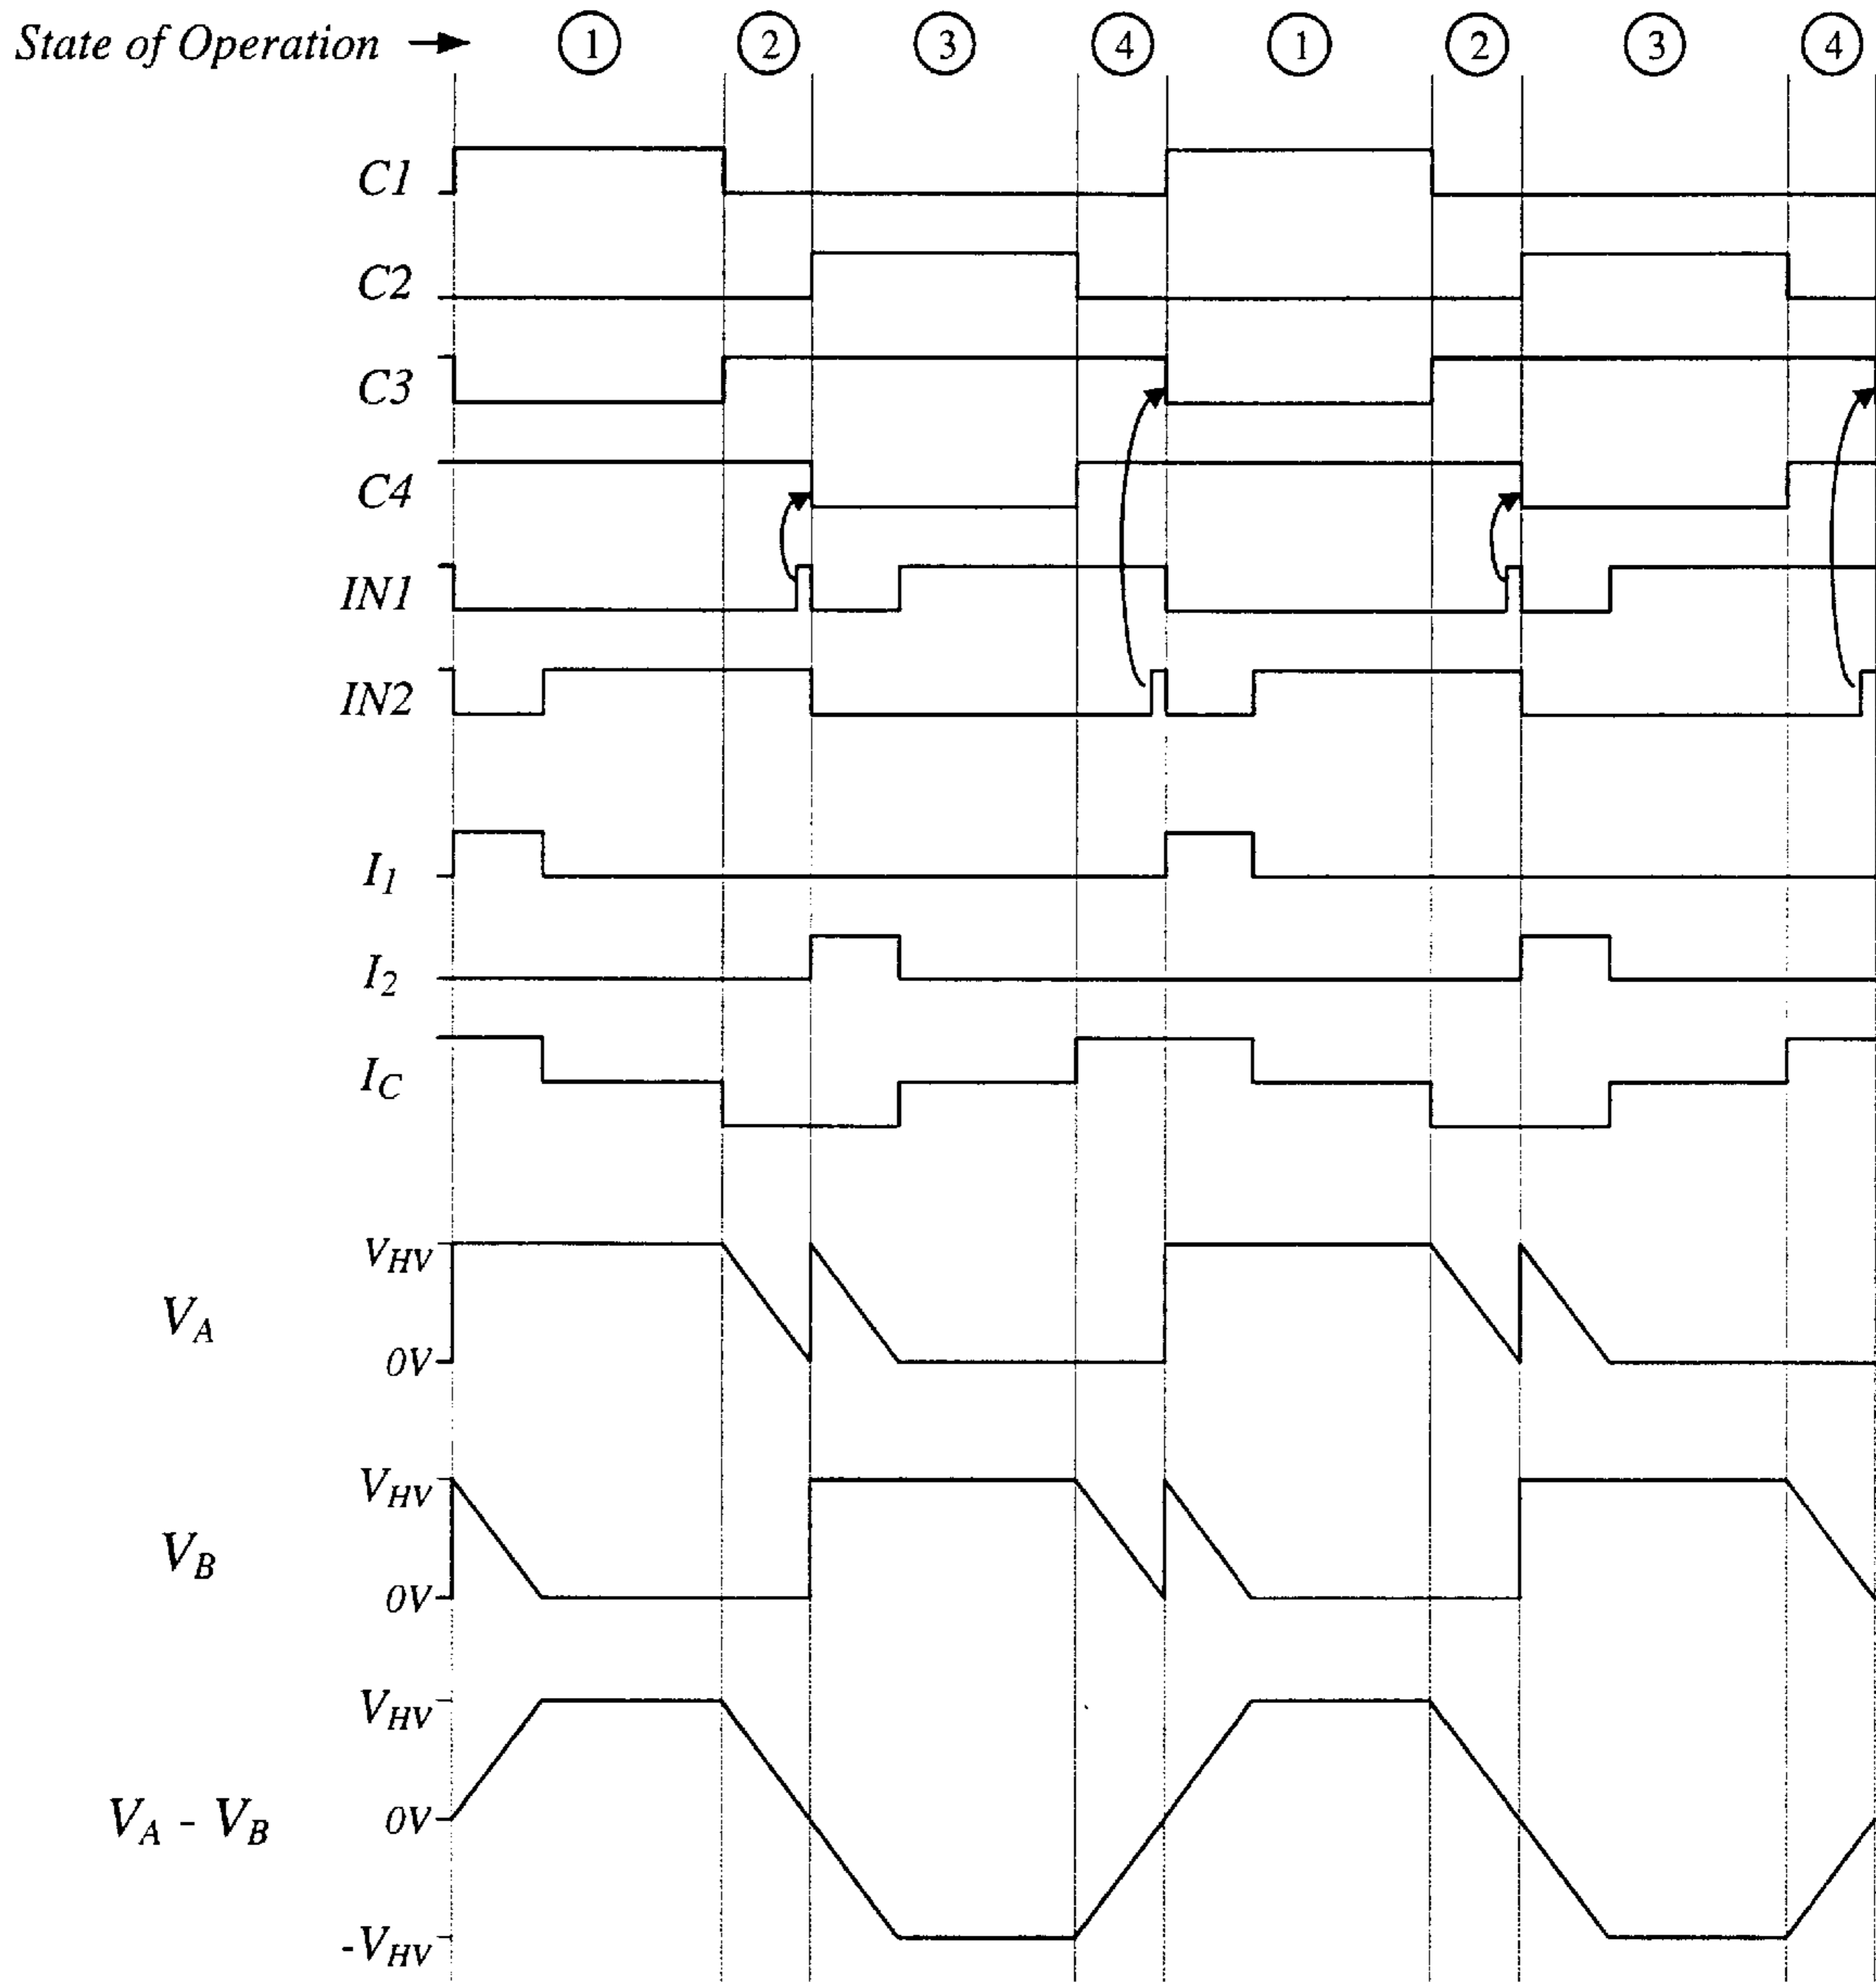 State of Operation → ① ② ③ ④ ① ② ③ ④
C1
C2
C3
C4
IN1
IN2
I1
I2
IC
VHV
VA
0V
VHV
VB
0V
VHV
VA - VB
0V
-VHV